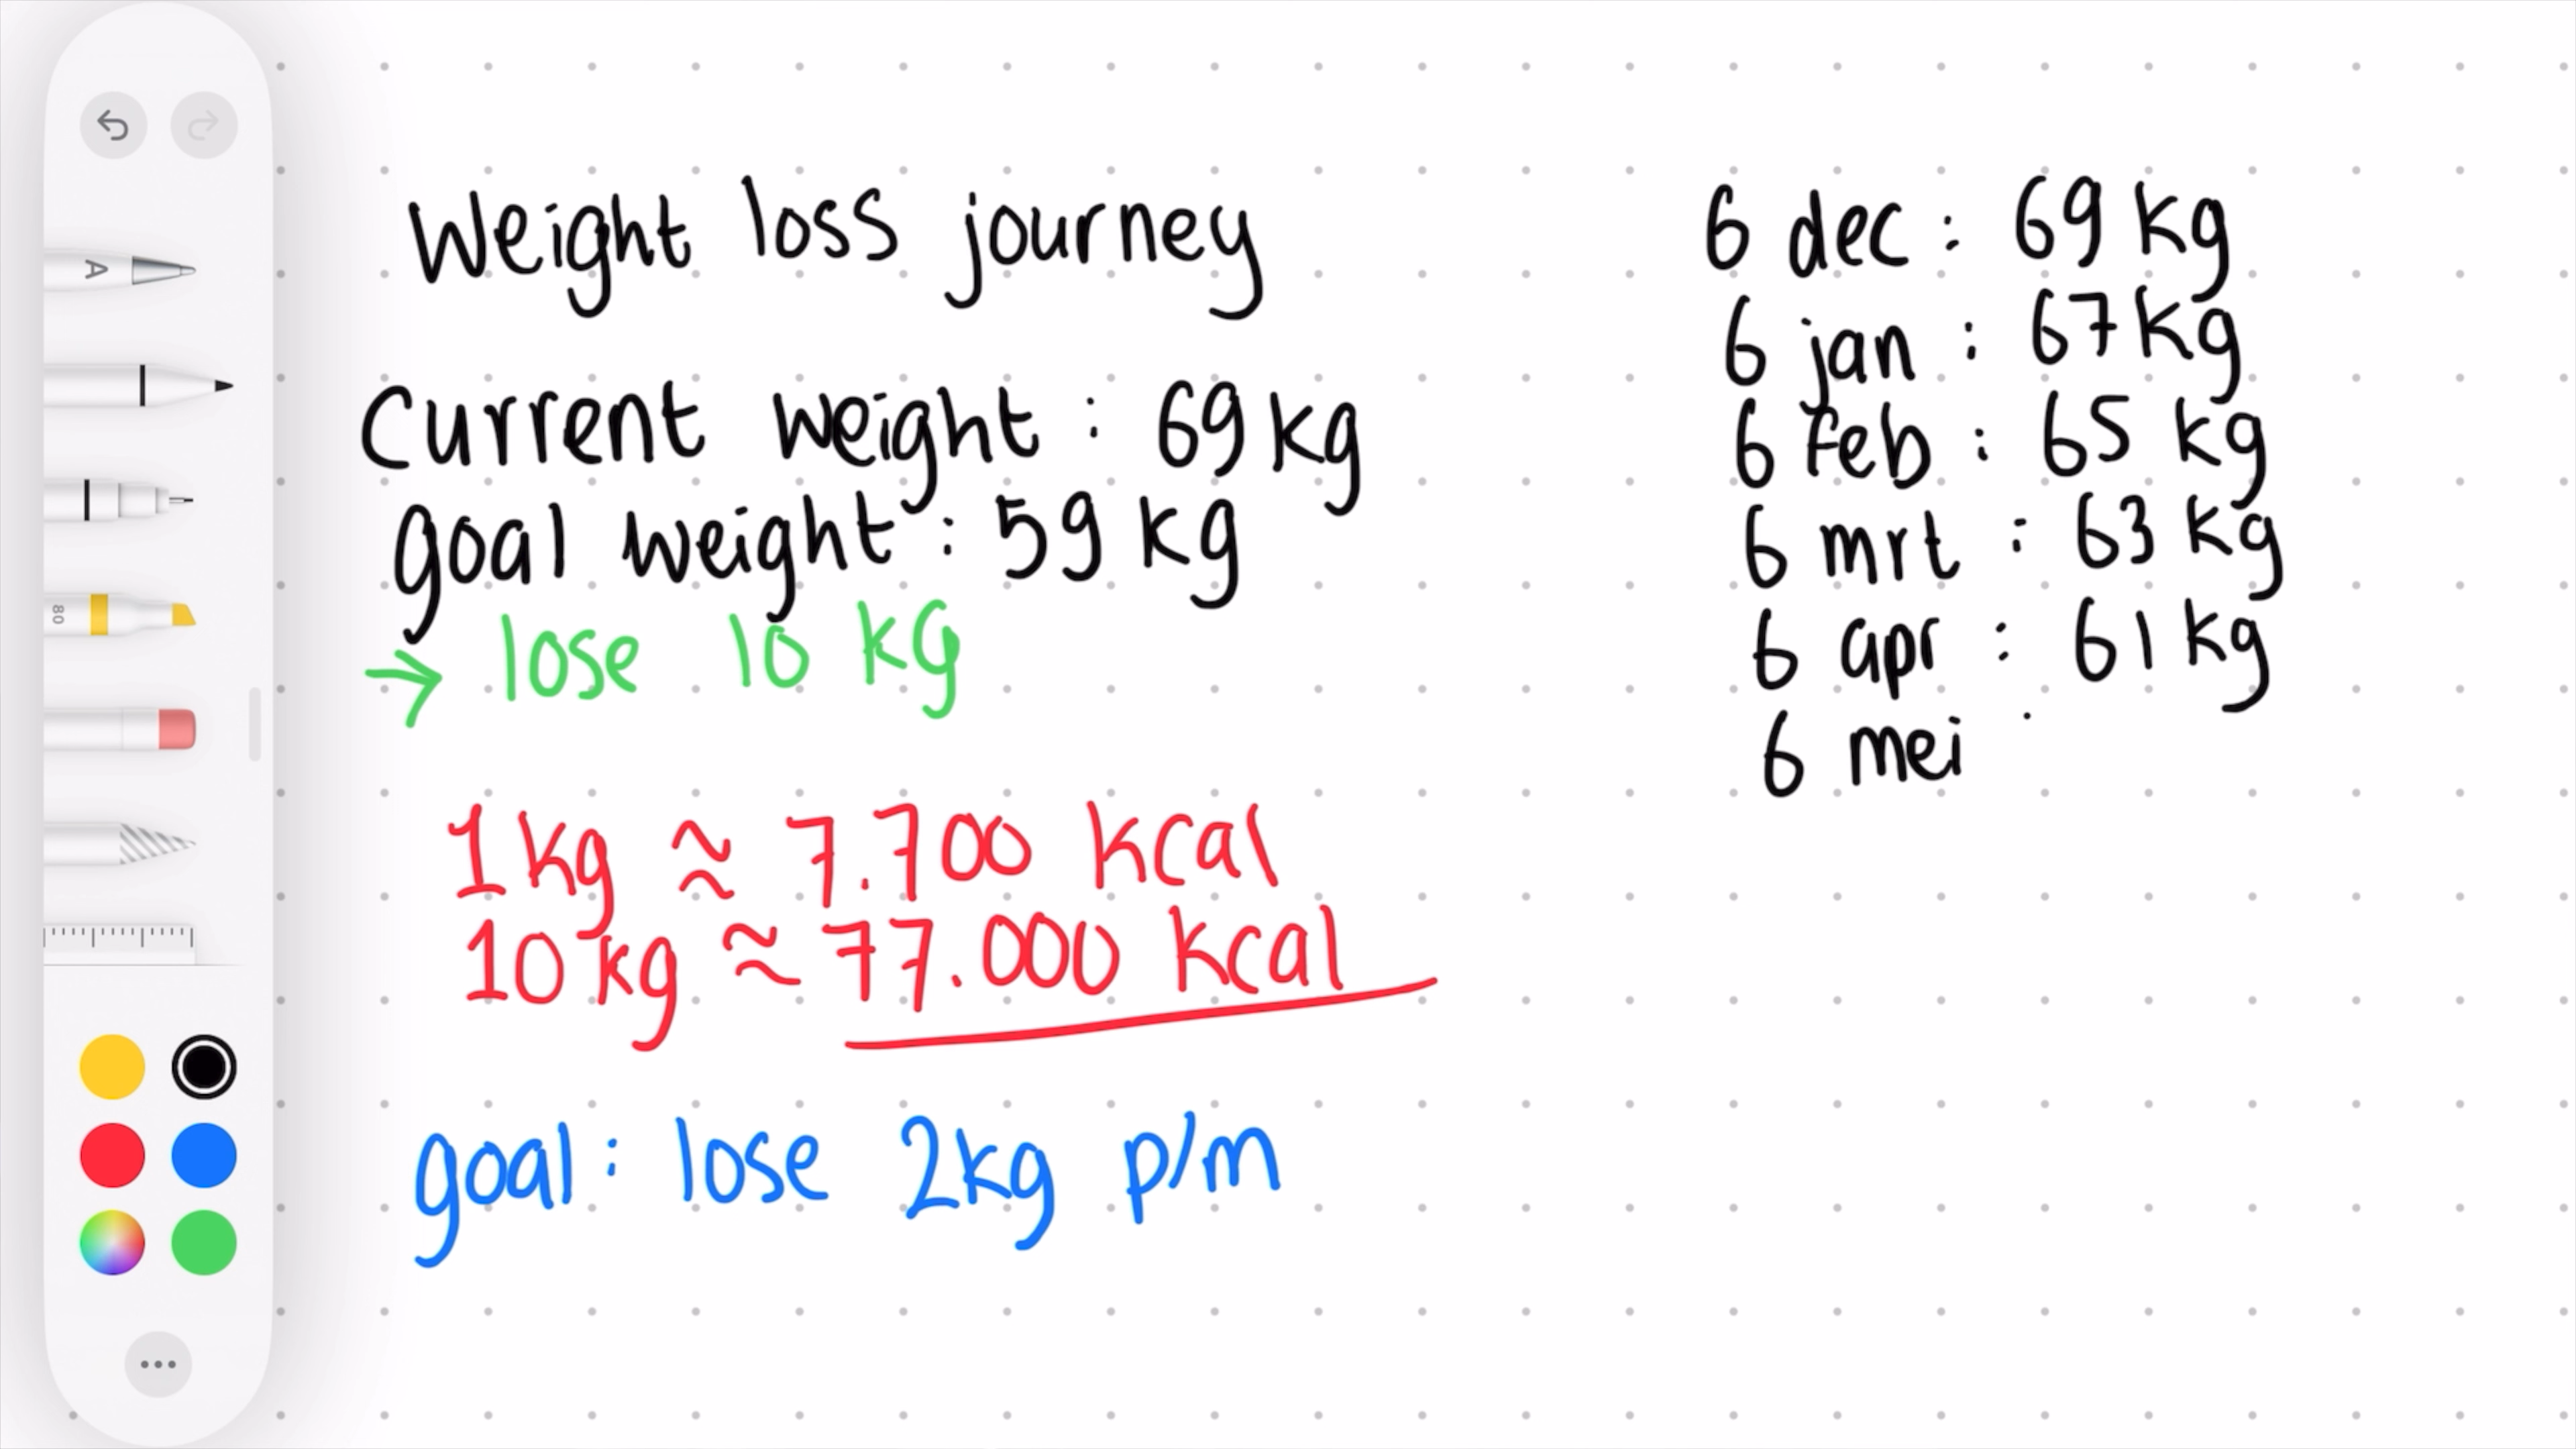 Weight loss journey
Current weight : 69 kg
goal weight : 59 kg
→ lose 10 kg
1 kg ≈ 7.700 kcal
10 kg ≈ 77.000 kcal
goal : lose 2kg p/m
6 dec : 69 kg
6 jan : 67 kg
6 feb : 65 kg
6 mrt : 63 kg
6 apr : 61 kg
6 mei ·
A
80